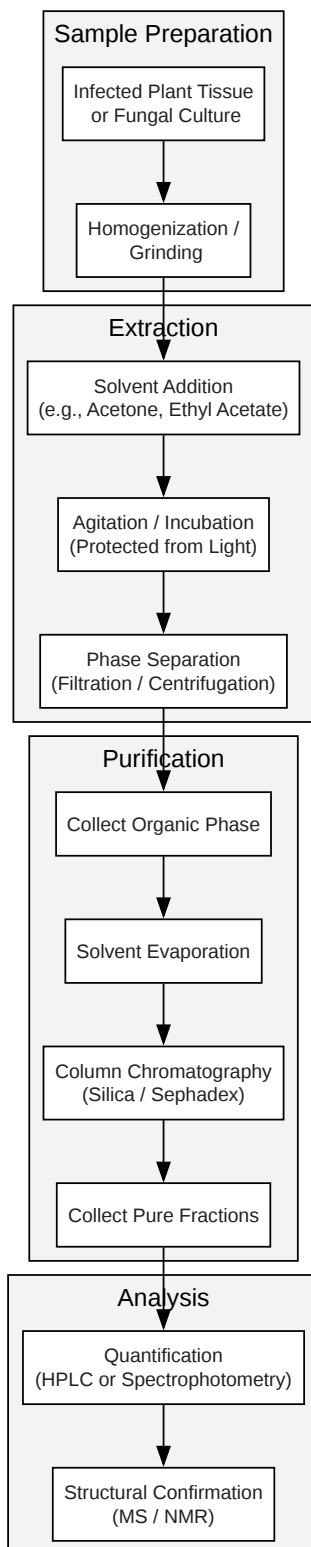 Sample Preparation
Infected Plant Tissue
or Fungal Culture
Homogenization /
Grinding
Extraction
Solvent Addition
(e.g., Acetone, Ethyl Acetate)
Agitation / Incubation
(Protected from Light)
Phase Separation
(Filtration / Centrifugation)
Purification
Collect Organic Phase
Solvent Evaporation
Column Chromatography
(Silica / Sephadex)
Collect Pure Fractions
Analysis
Quantification
(HPLC or Spectrophotometry)
Structural Confirmation
(MS / NMR)